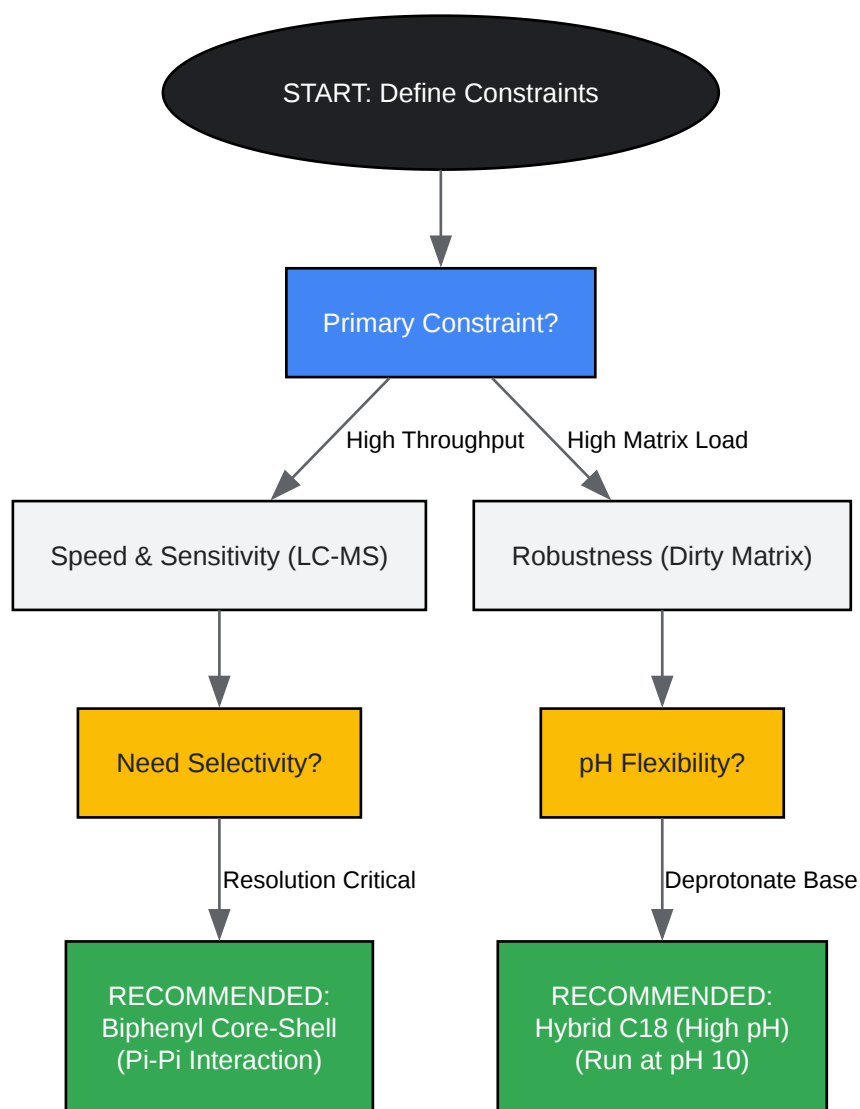 START: Define Constraints
Primary Constraint?
High Throughput
High Matrix Load
Speed & Sensitivity (LC-MS)
Robustness (Dirty Matrix)
Need Selectivity?
pH Flexibility?
Resolution Critical
Deprotonate Base
RECOMMENDED:
Biphenyl Core-Shell
(Pi-Pi Interaction)
RECOMMENDED:
Hybrid C18 (High pH)
(Run at pH 10)